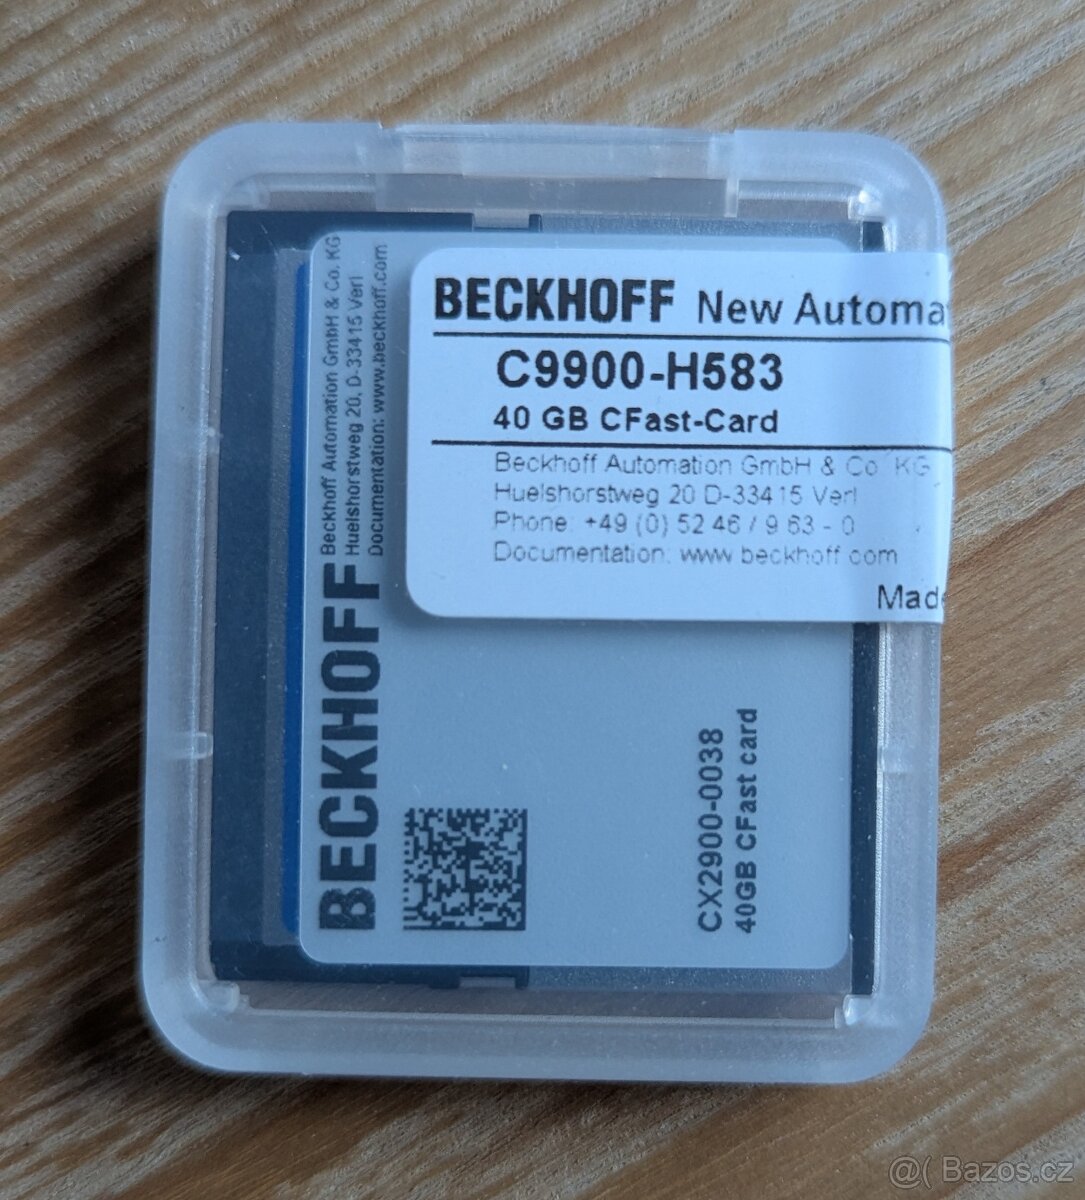 BECKHOFF New Automa
C9900-H583
40 GB CFast-Card
Beckhoff Automation GmbH & Co. KG
Huelshorstweg 20 D-33415 Verl
Phone: +49 (0) 52 46 / 9 63 - 0
Documentation: www.beckhoff.com
Made
BECKHOFF
Beckhoff Automation GmbH & Co. KG
Huelshorstweg 20, D-33415 Verl
Documentation: www.beckhoff.com
CX2900-0038
40GB CFast card
@( Bazos.cz